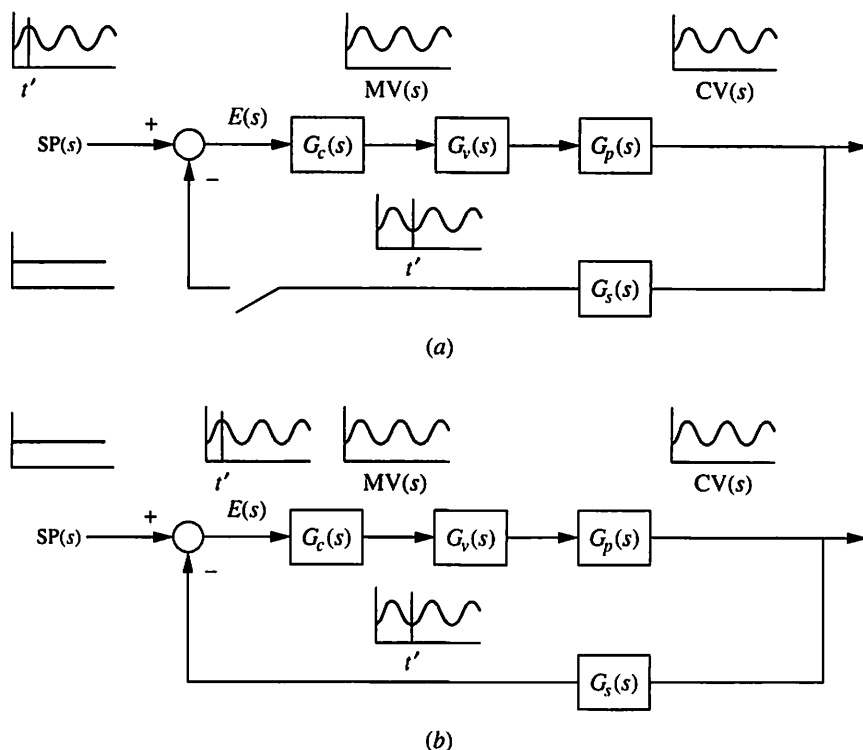 t′
MV(s)
CV(s)
SP(s)
+
−
E(s)
G_c(s)
G_v(s)
G_p(s)
t′
G_s(s)
(a)
t′
MV(s)
CV(s)
SP(s)
+
−
E(s)
G_c(s)
G_v(s)
G_p(s)
t′
G_s(s)
(b)